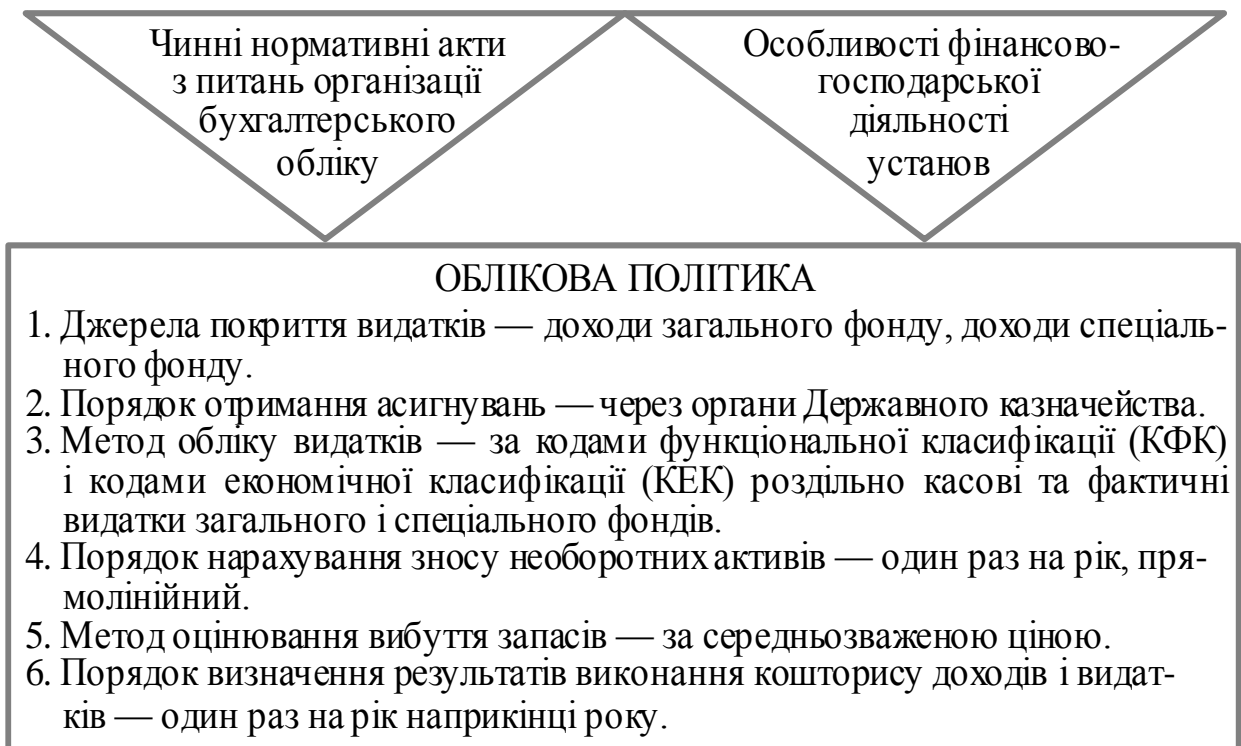 Чинні нормативні акти
з питань організації
бухгалтерського
обліку
Особливості фінансово-
господарської
діяльності
установ
ОБЛІКОВА ПОЛІТИКА
1. Джерела покриття видатків — доходи загального фонду, доходи спеціаль-
ного фонду.
2. Порядок отримання асигнувань — через органи Державного казначейства.
3. Метод обліку видатків — за кодами функціональної класифікації (КФК)
і кодами економічної класифікації (КЕК) роздільно касові та фактичні
видатки загального і спеціального фондів.
4. Порядок нарахування зносу необоротних активів — один раз на рік, пря-
молінійний.
5. Метод оцінювання вибуття запасів — за середньозваженою ціною.
6. Порядок визначення результатів виконання кошторису доходів і видат-
ків — один раз на рік наприкінці року.